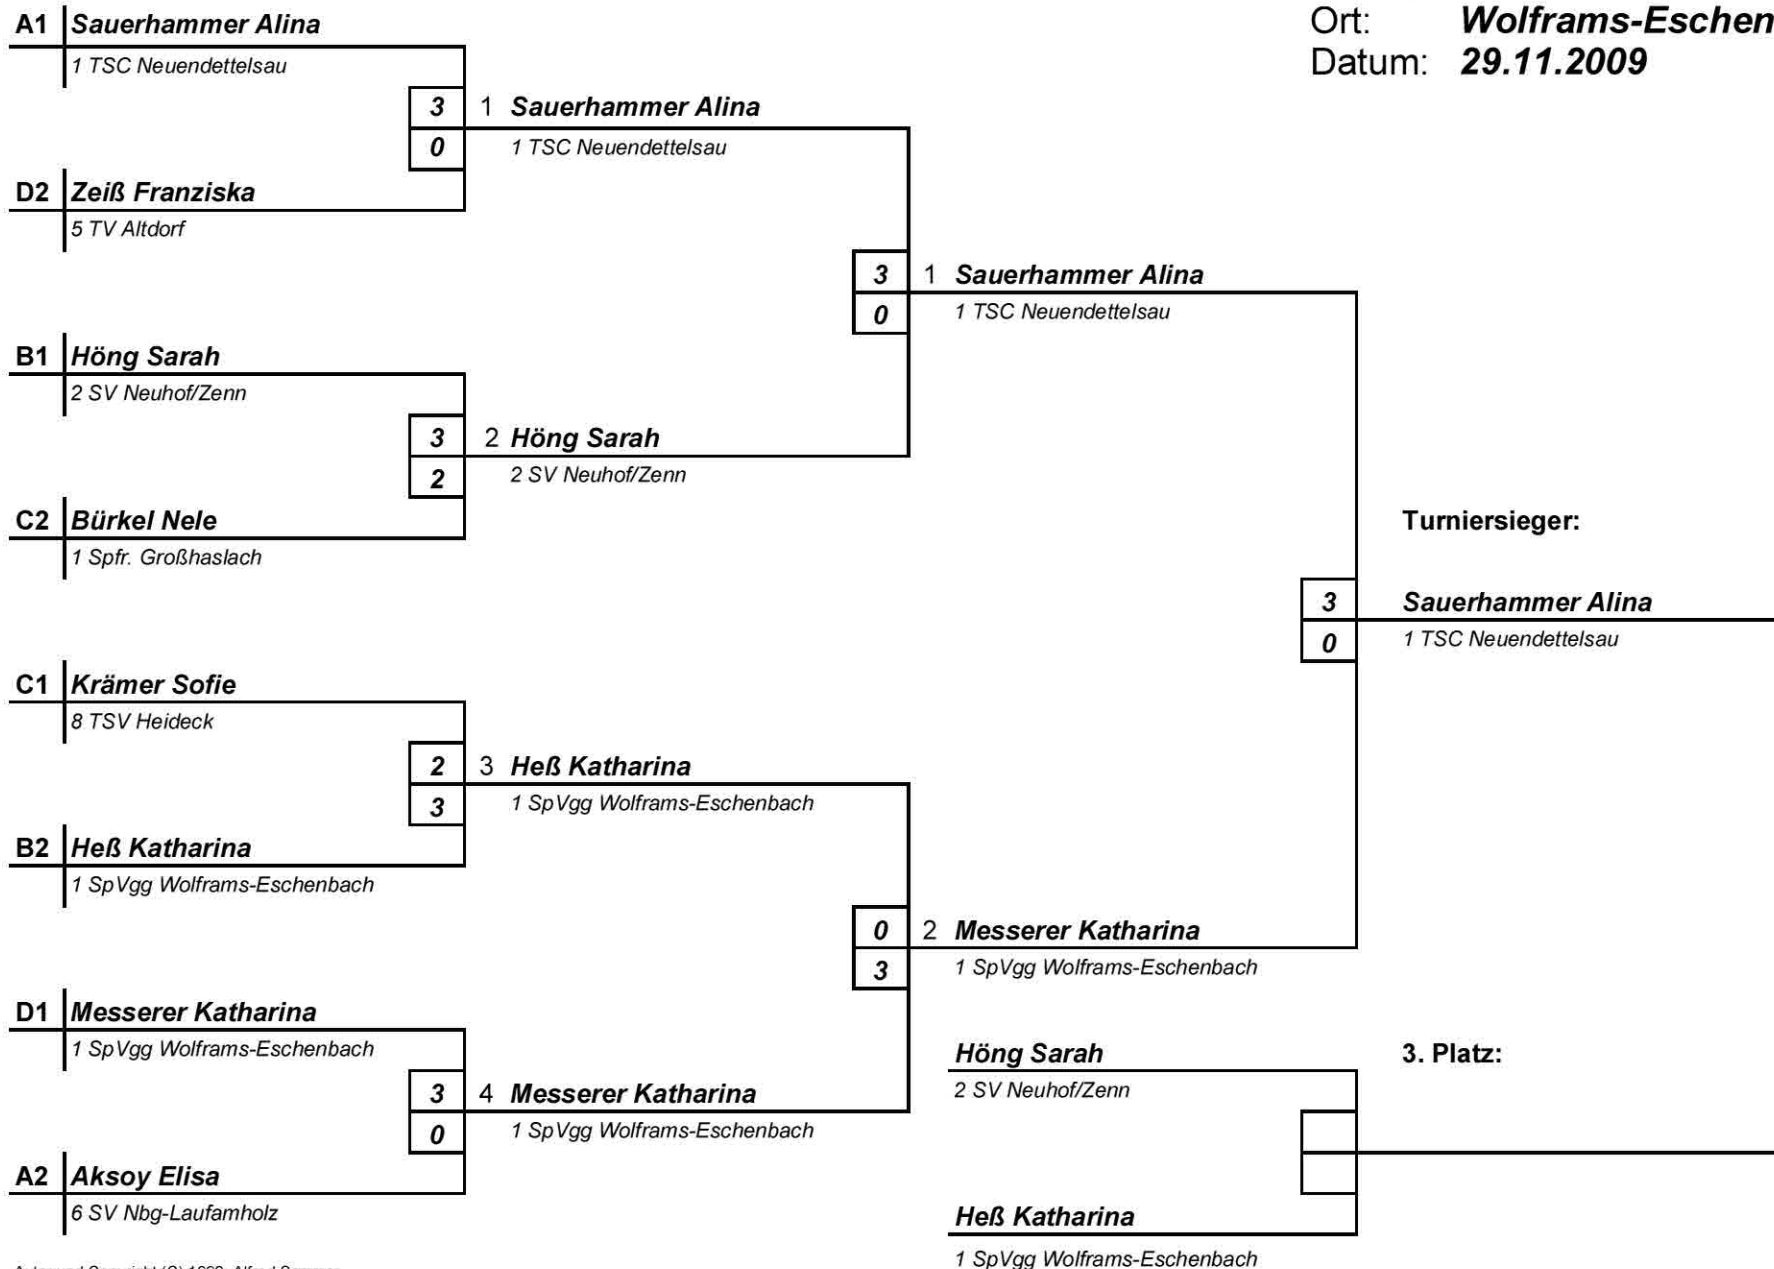 Ort: Wolframs-Eschen
Datum: 29.11.2009
A1 Sauerhammer Alina
1 TSC Neuendettelsau
3 1 Sauerhammer Alina
0 1 TSC Neuendettelsau
D2 Zeiß Franziska
5 TV Altdorf
3 1 Sauerhammer Alina
0 1 TSC Neuendettelsau
B1 Höng Sarah
2 SV Neuhof/Zenn
3 2 Höng Sarah
2 2 SV Neuhof/Zenn
C2 Bürkel Nele
1 Spfr. Großhaslach
Turniersieger:
3 Sauerhammer Alina
0 1 TSC Neuendettelsau
C1 Krämer Sofie
8 TSV Heideck
2 3 Heß Katharina
3 1 SpVgg Wolframs-Eschenbach
B2 Heß Katharina
1 SpVgg Wolframs-Eschenbach
0 2 Messerer Katharina
3 1 SpVgg Wolframs-Eschenbach
D1 Messerer Katharina
1 SpVgg Wolframs-Eschenbach
3 4 Messerer Katharina
0 1 SpVgg Wolframs-Eschenbach
A2 Aksoy Elisa
6 SV Nbg-Laufamholz
Höng Sarah
2 SV Neuhof/Zenn
3. Platz:
Heß Katharina
1 SpVgg Wolframs-Eschenbach